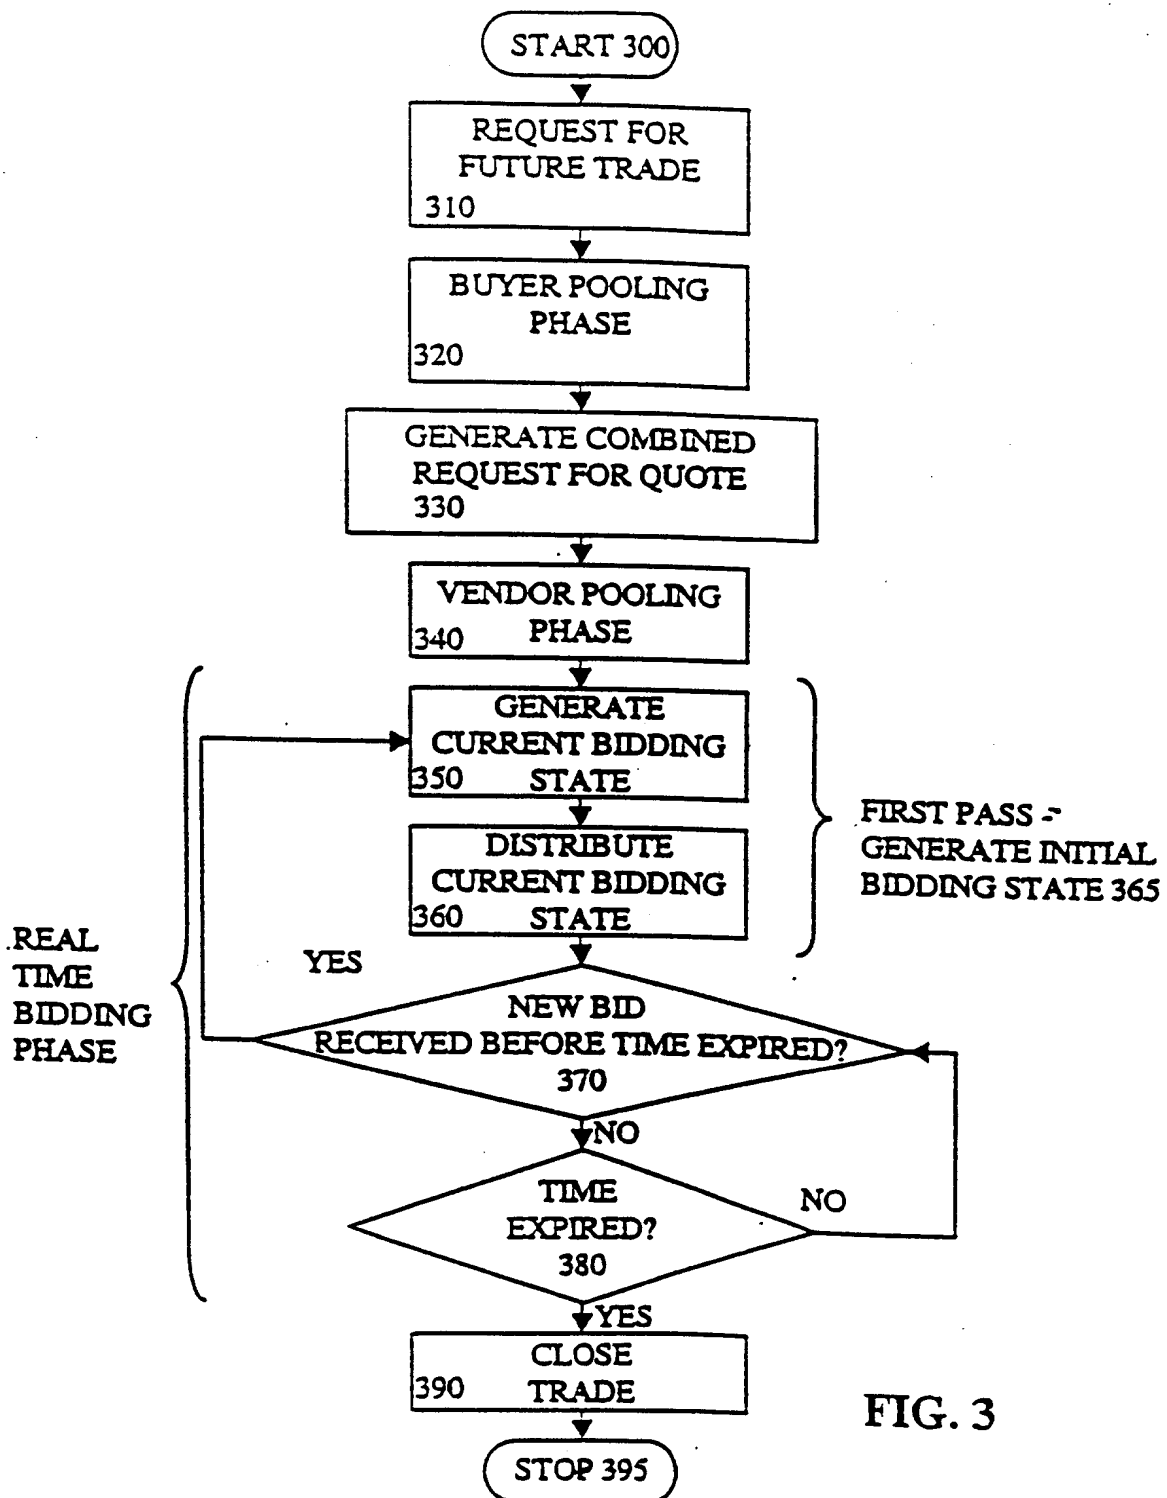 START 300
REQUEST FOR
FUTURE TRADE
310
BUYER POOLING
PHASE
320
GENERATE COMBINED
REQUEST FOR QUOTE
330
VENDOR POOLING
PHASE
340
GENERATE
CURRENT BIDDING
STATE
350
DISTRIBUTE
CURRENT BIDDING
STATE
360
FIRST PASS -
GENERATE INITIAL
BIDDING STATE 365
REAL
TIME
BIDDING
PHASE
YES
NEW BID
RECEIVED BEFORE TIME EXPIRED?
370
NO
TIME
EXPIRED?
380
NO
YES
CLOSE
TRADE
390
FIG. 3
STOP 395